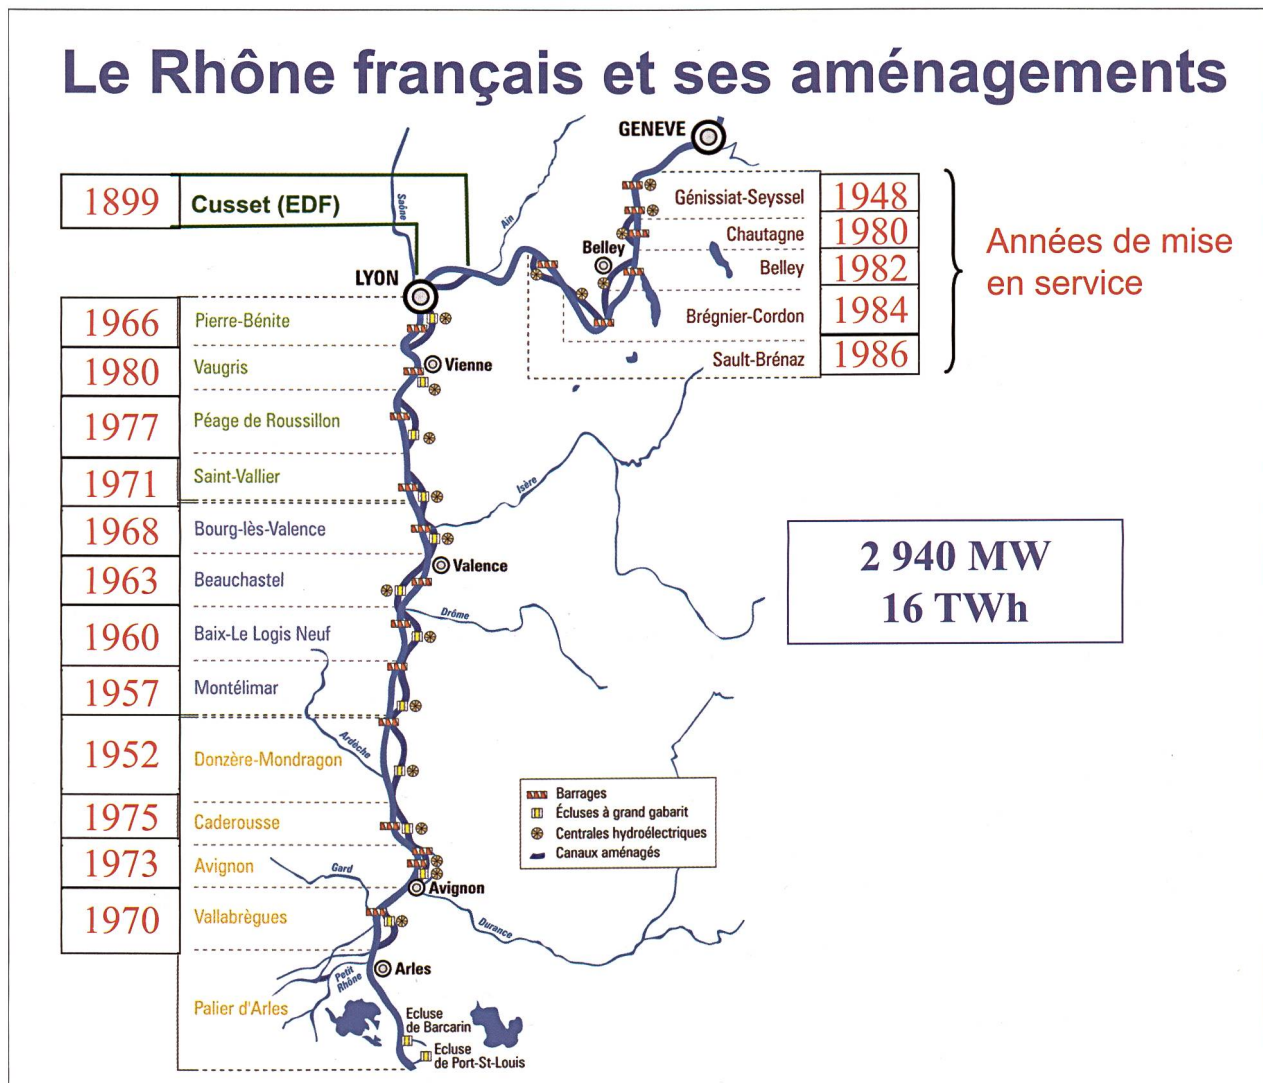 Le Rhône français et ses aménagements
GENEVE
1899
Cusset (EDF)
Saône
Ain
Génissiat-Seyssel
1948
Chautagne
1980
Belley
Belley
1982
Brégnier-Cordon
1984
Sault-Brénaz
1986
Années de mise
en service
LYON
1966
Pierre-Bénite
1980
Vaugris
Vienne
1977
Péage de Roussillon
1971
Saint-Vallier
Isère
1968
Bourg-lès-Valence
1963
Beauchastel
Valence
2 940 MW
16 TWh
1960
Baix-Le Logis Neuf
Drôme
1957
Montélimar
Ardèche
1952
Donzère-Mondragon
1975
Caderousse
Barrages
Écluses à grand gabarit
Centrales hydroélectriques
Canaux aménagés
1973
Avignon
Gard
Avignon
1970
Vallabrègues
Durance
Arles
Petit
Rhône
Palier d'Arles
Ecluse
de Barcarin
Ecluse
de Port-St-Louis